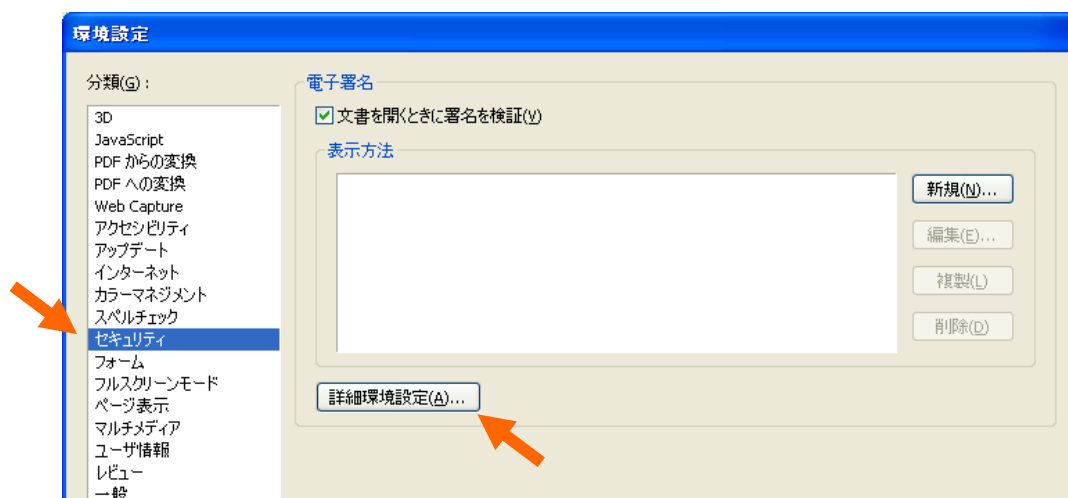 環境設定
分類(G):
3D
JavaScript
PDF からの変換
PDF への変換
Web Capture
アクセシビリティ
アップデート
インターネット
カラーマネジメント
スペルチェック
セキュリティ
フォーム
フルスクリーンモード
ページ表示
マルチメディア
ユーザ情報
レビュー
一般
電子署名
文書を開くときに署名を検証(V)
表示方法
新規(N)...
編集(E)...
複製(L)
削除(D)
詳細環境設定(A)...